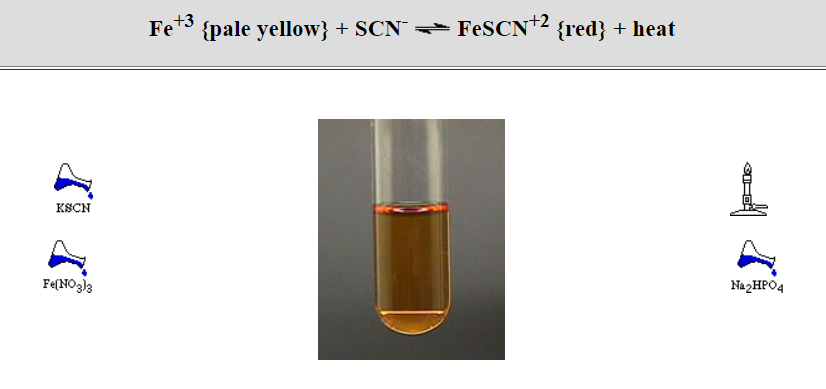 Fe+3 {pale yellow} + SCN- ⇌ FeSCN+2 {red} + heat
KSCN
Fe(NO3)3
Na2HPO4